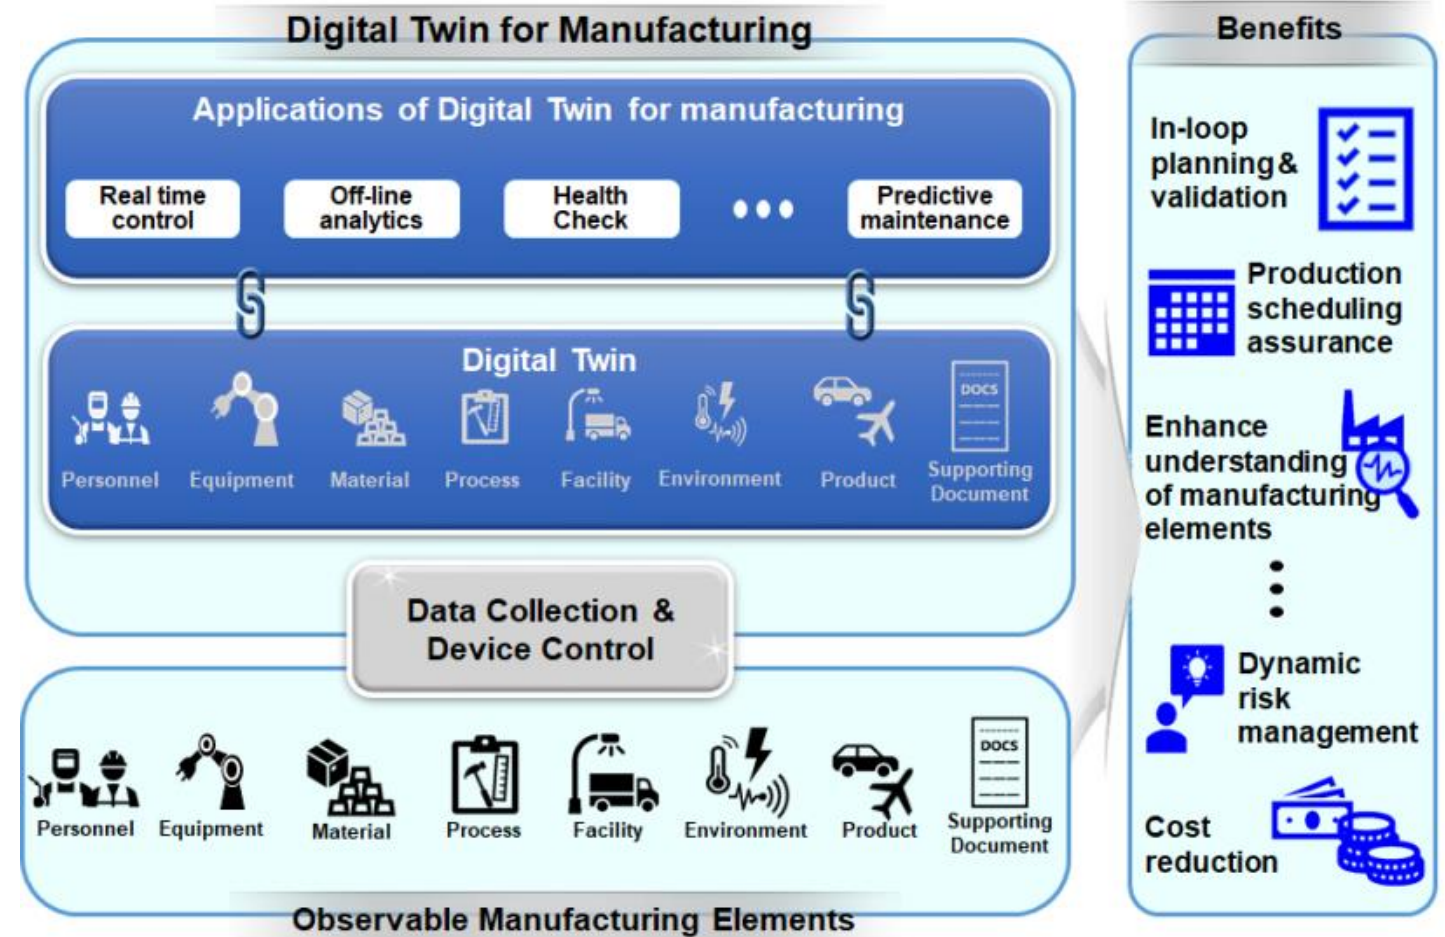 Digital Twin for Manufacturing
Applications of Digital Twin for manufacturing
Real time
control
Off-line
analytics
Health
Check
Predictive
maintenance
Digital Twin
DOCS
Personnel
Equipment
Material
Process
Facility
Environment
Product
Supporting
Document
Data Collection &
Device Control
DOCS
Personnel
Equipment
Material
Process
Facility
Environment
Product
Supporting
Document
Observable Manufacturing Elements
Benefits
In-loop
planning &
validation
Production
scheduling
assurance
Enhance
understanding
of manufacturing
elements
Dynamic
risk
management
Cost
reduction